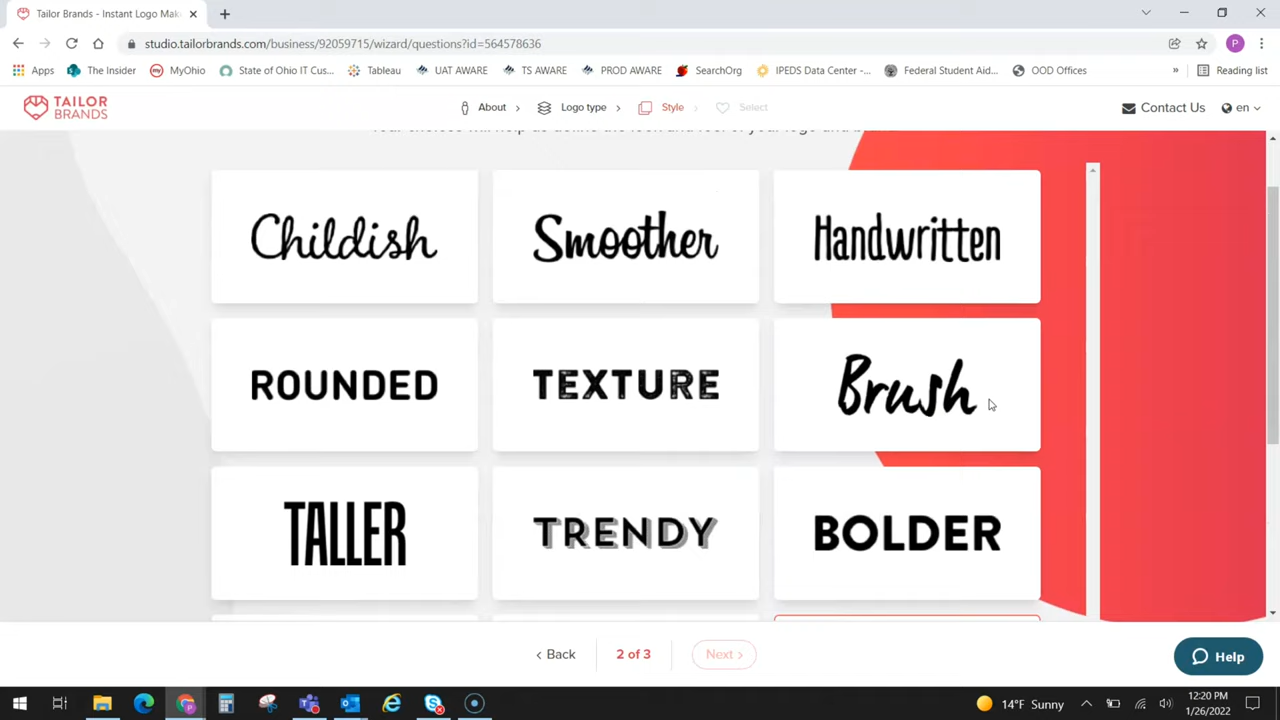 Tailor Brands - Instant Logo Mak
studio.tailorbrands.com/business/92059715/wizard/questions?id=564578636
P
Apps
The Insider
MyOhio
State of Ohio IT Cus...
Tableau
UAT AWARE
TS AWARE
PROD AWARE
SearchOrg
IPEDS Data Center -...
Federal Student Aid...
OOD Offices
»
Reading list
TAILOR
BRANDS
About
Logo type
Style
Select
Contact Us
en
Childish
Smoother
Handwritten
ROUNDED
TEXTURE
Brush
TALLER
TRENDY
BOLDER
Back
2 of 3
Next
Help
14°F Sunny
12:20 PM
1/26/2022